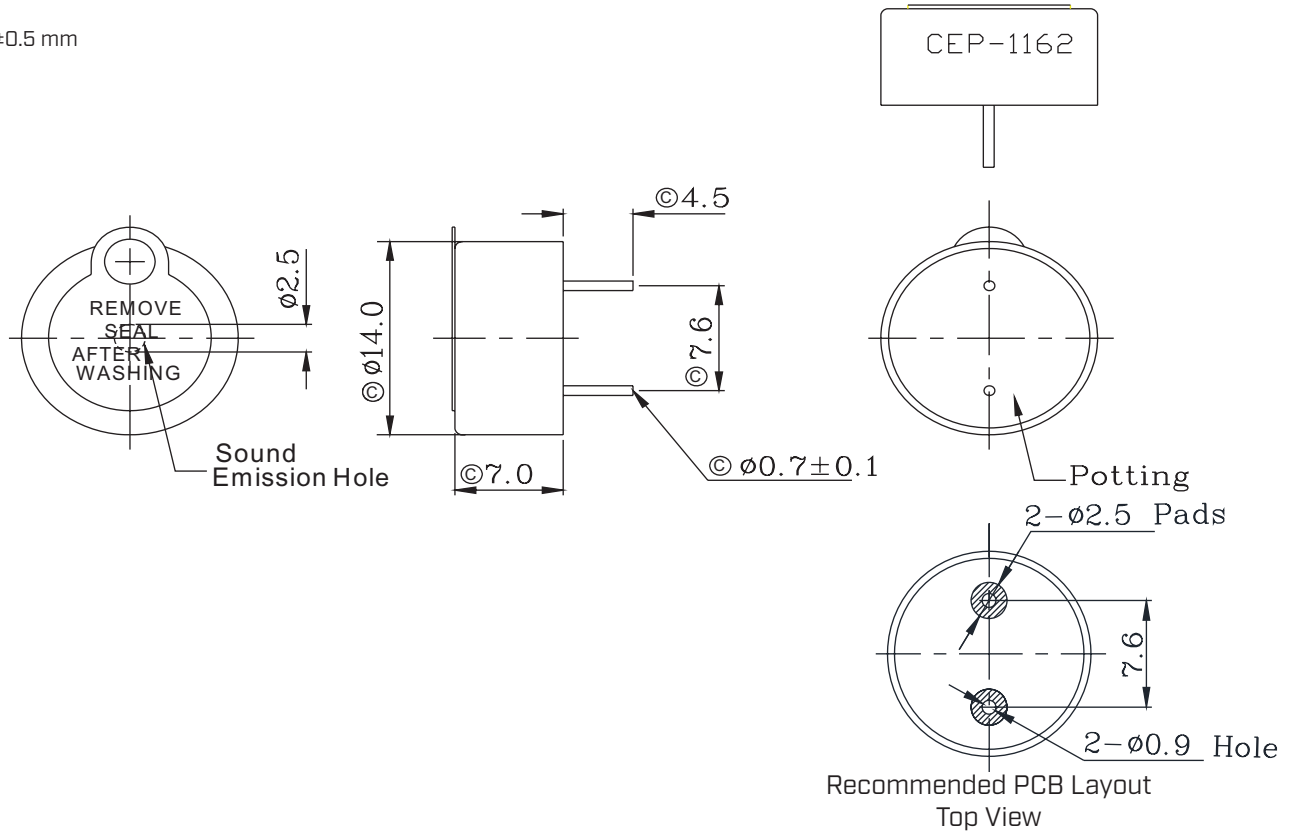 ±0.5 mm
CEP-1162
©4.5
ø2.5
REMOVE
SEAL
AFTER
WASHING
©ø14.0
©7.6
Sound
Emission Hole
©7.0
© ø0.7±0.1
Potting
2-ø2.5 Pads
7.6
2-ø0.9 Hole
Recommended PCB Layout
Top View